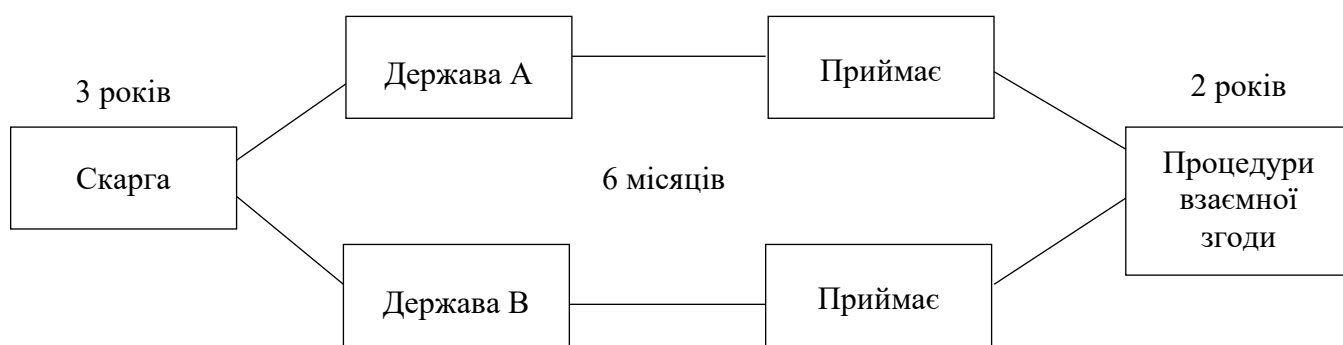 3 років
Скарга
Держава А
Приймає
6 місяців
Держава В
Приймає
2 років
Процедури
взаємної
згоди